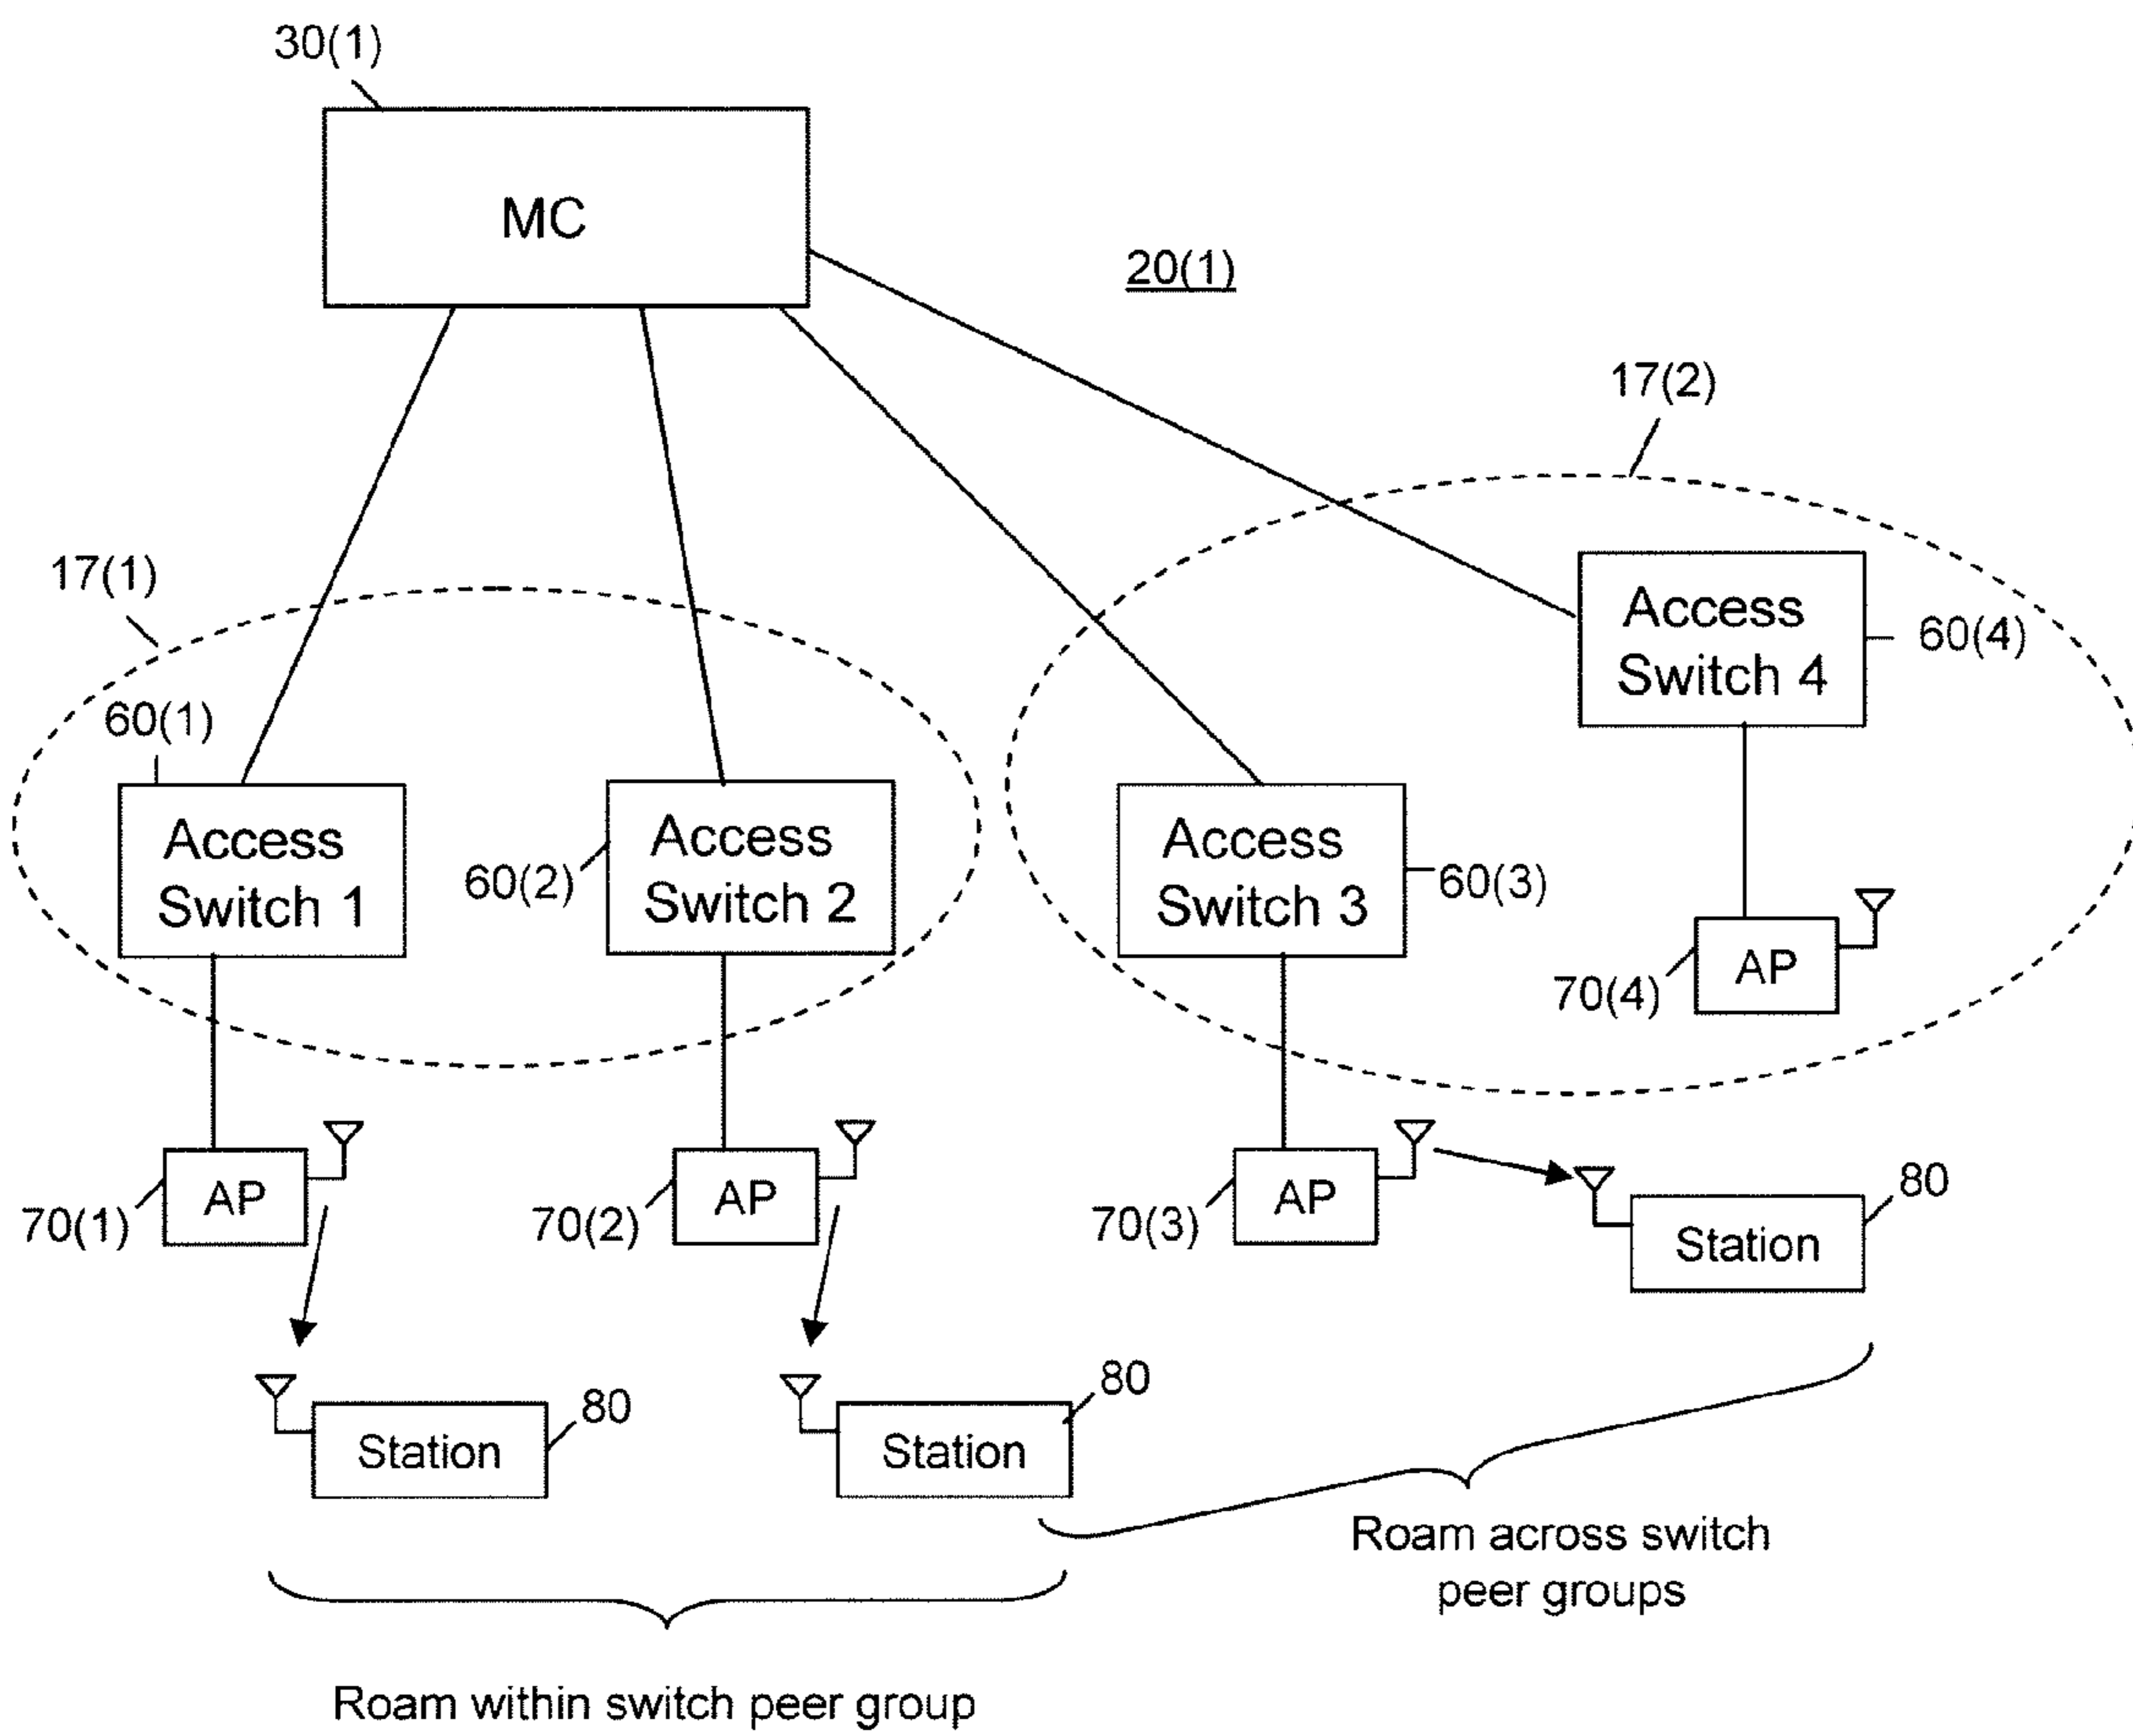 30(1)
MC
20(1)
17(2)
17(1)
Access
Switch 4
60(4)
60(1)
Access
Switch 1
60(2)
Access
Switch 2
Access
Switch 3
60(3)
70(4)
AP
70(1)
AP
70(2)
AP
70(3)
AP
Station
80
Station
80
Station
80
Roam across switch
peer groups
Roam within switch peer group